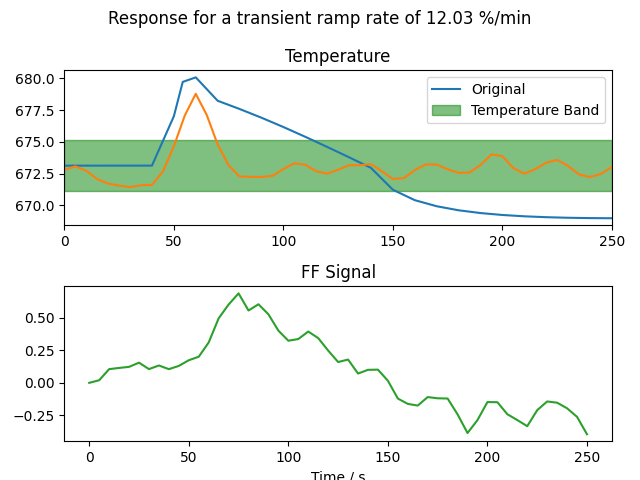 Response for a transient ramp rate of 12.03 %/min
Temperature
680.0
677.5
675.0
672.5
670.0
Original
Temperature Band
0 50 100 150 200 250
FF Signal
0.50
0.25
0.00
−0.25
0 50 100 150 200 250
Time / s